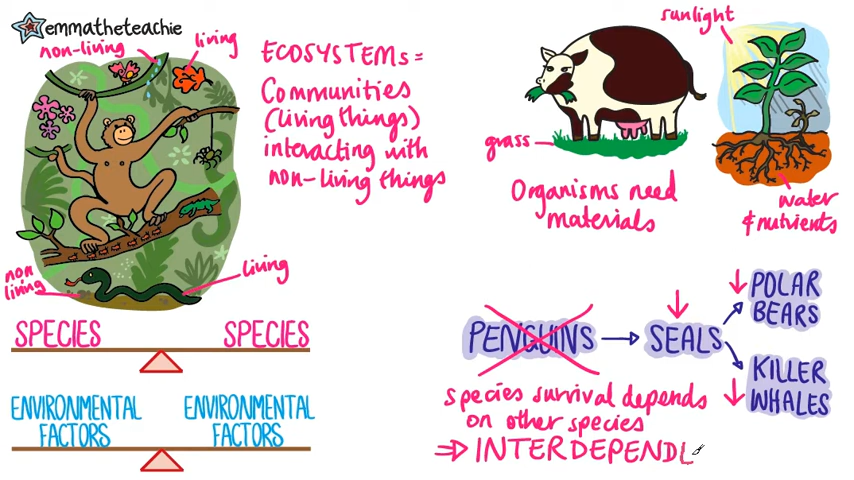 @emmatheteachie
non-living
living
ECOSYSTEMs =
Communities
(living things)
interacting with
non-living things
sunlight
grass
Organisms need
materials
water
& nutrients
non
living
living
SPECIES SPECIES
ENVIRONMENTAL
FACTORS
ENVIRONMENTAL
FACTORS
PENGUINS → SEALS
POLAR
BEARS
KILLER
WHALES
species survival depends
on other species
⇒ INTERDEPENDL